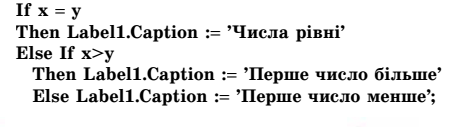 If x = y
Then Label1.Caption := ’Числа рівні’
Else If x>y
Then Label1.Caption := ’Перше число більше’
Else Label1.Caption := ’Перше число менше’;